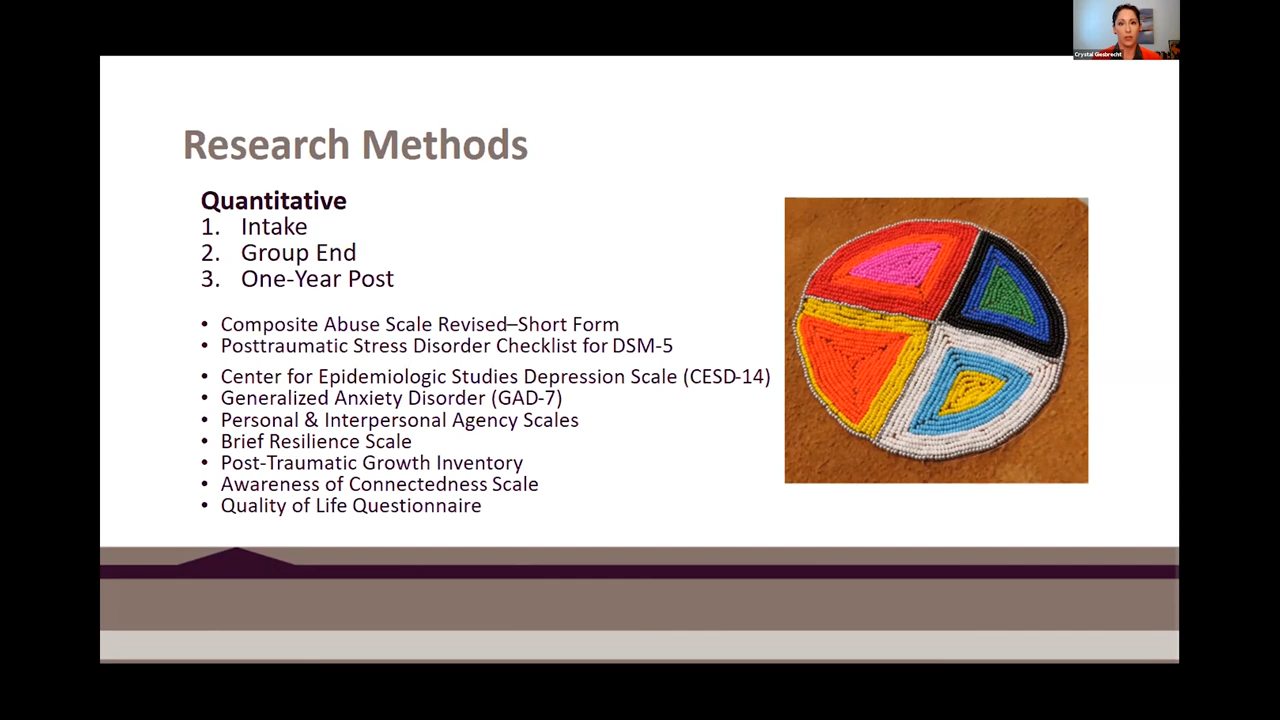 Crystal Giesbrecht
Research Methods
Quantitative
1. Intake
2. Group End
3. One-Year Post
• Composite Abuse Scale Revised–Short Form
• Posttraumatic Stress Disorder Checklist for DSM-5
• Center for Epidemiologic Studies Depression Scale (CESD-14)
• Generalized Anxiety Disorder (GAD-7)
• Personal & Interpersonal Agency Scales
• Brief Resilience Scale
• Post-Traumatic Growth Inventory
• Awareness of Connectedness Scale
• Quality of Life Questionnaire